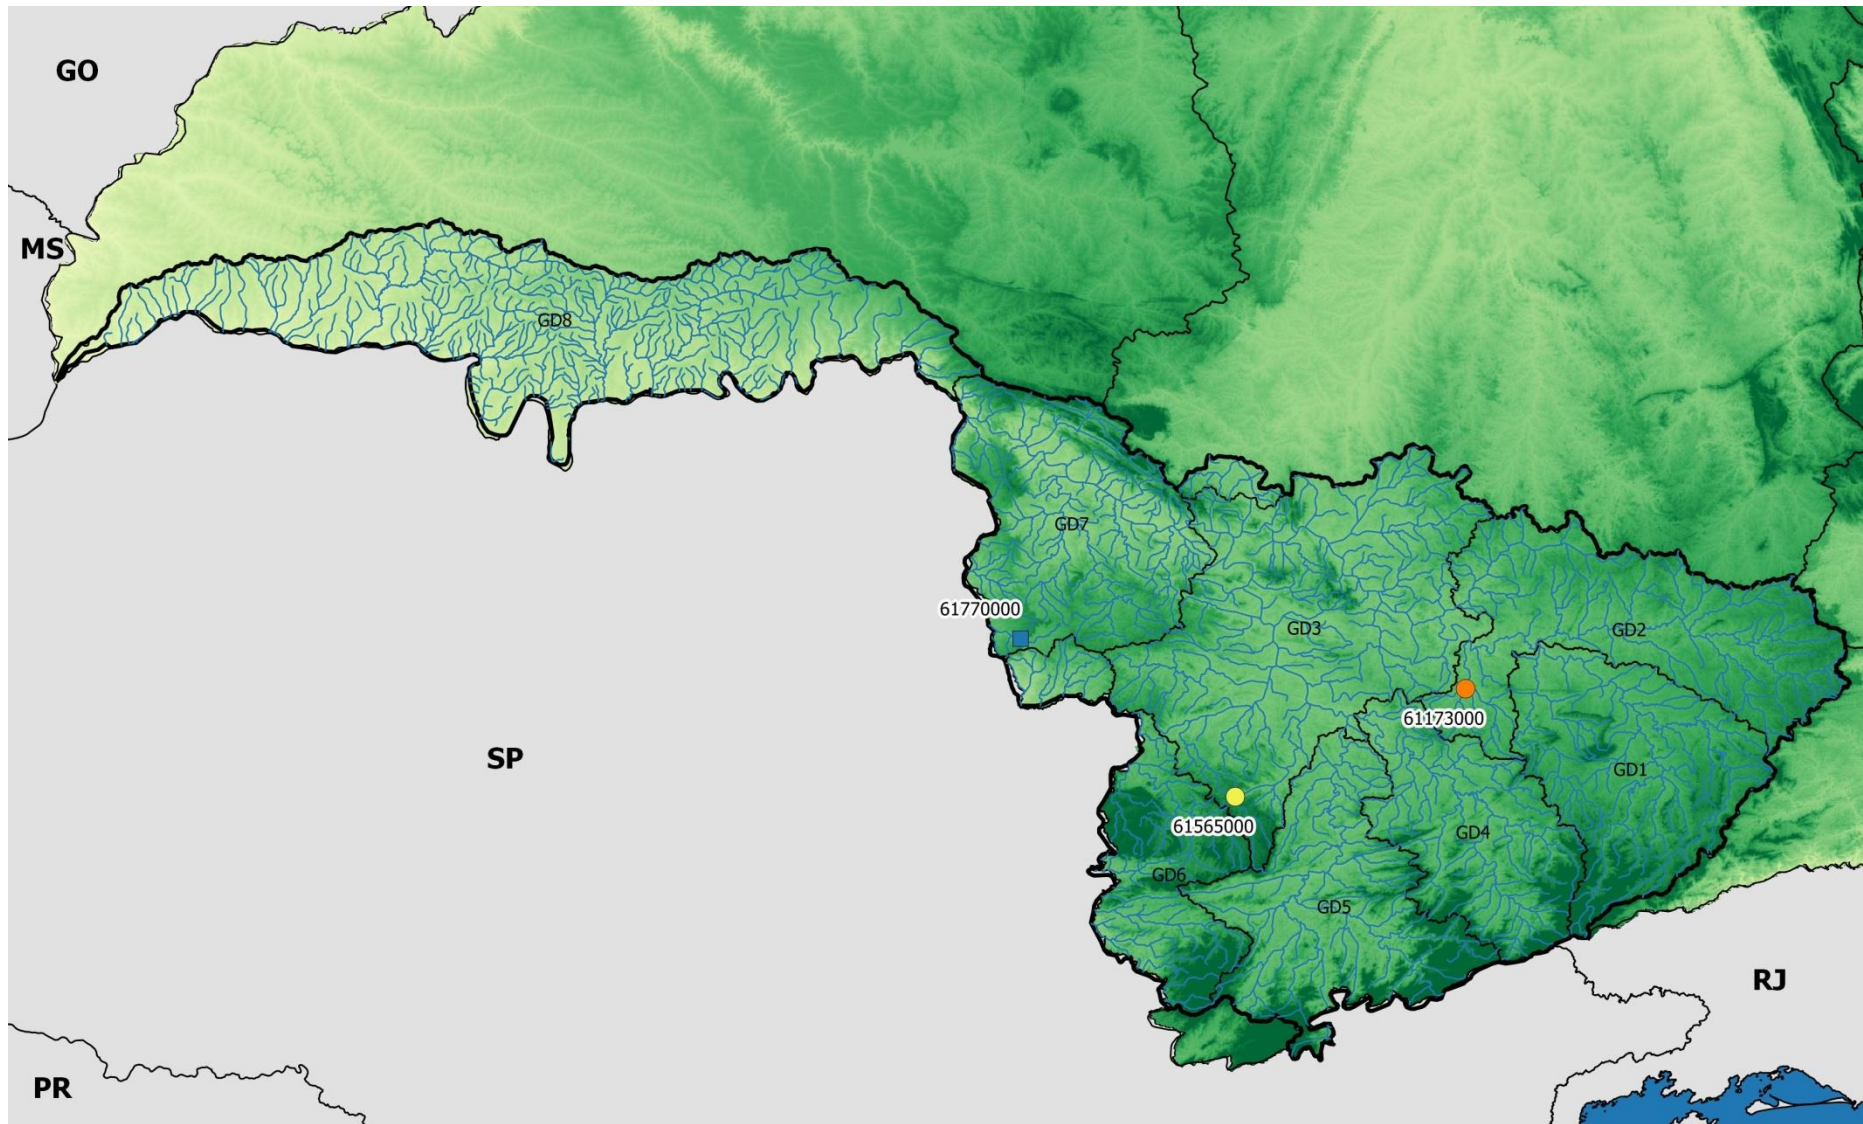 GO
MS
GD8
GD7
61770000
GD3
GD2
61173000
SP
GD1
61565000
GD4
GD6
GD5
RJ
PR